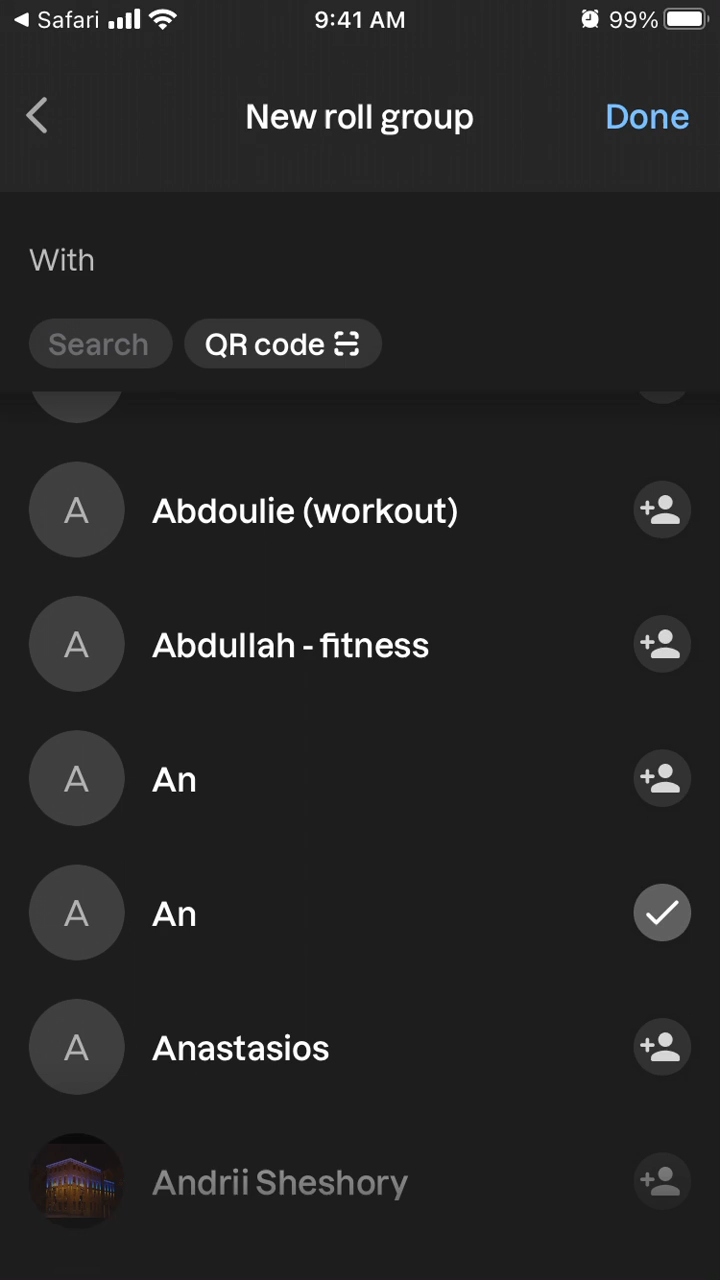 Safari
9:41 AM
99%
New roll group
Done
With
Search
QR code
A
Abdoulie (workout)
A
Abdullah - fitness
A
An
A
An
A
Anastasios
Andrii Sheshory